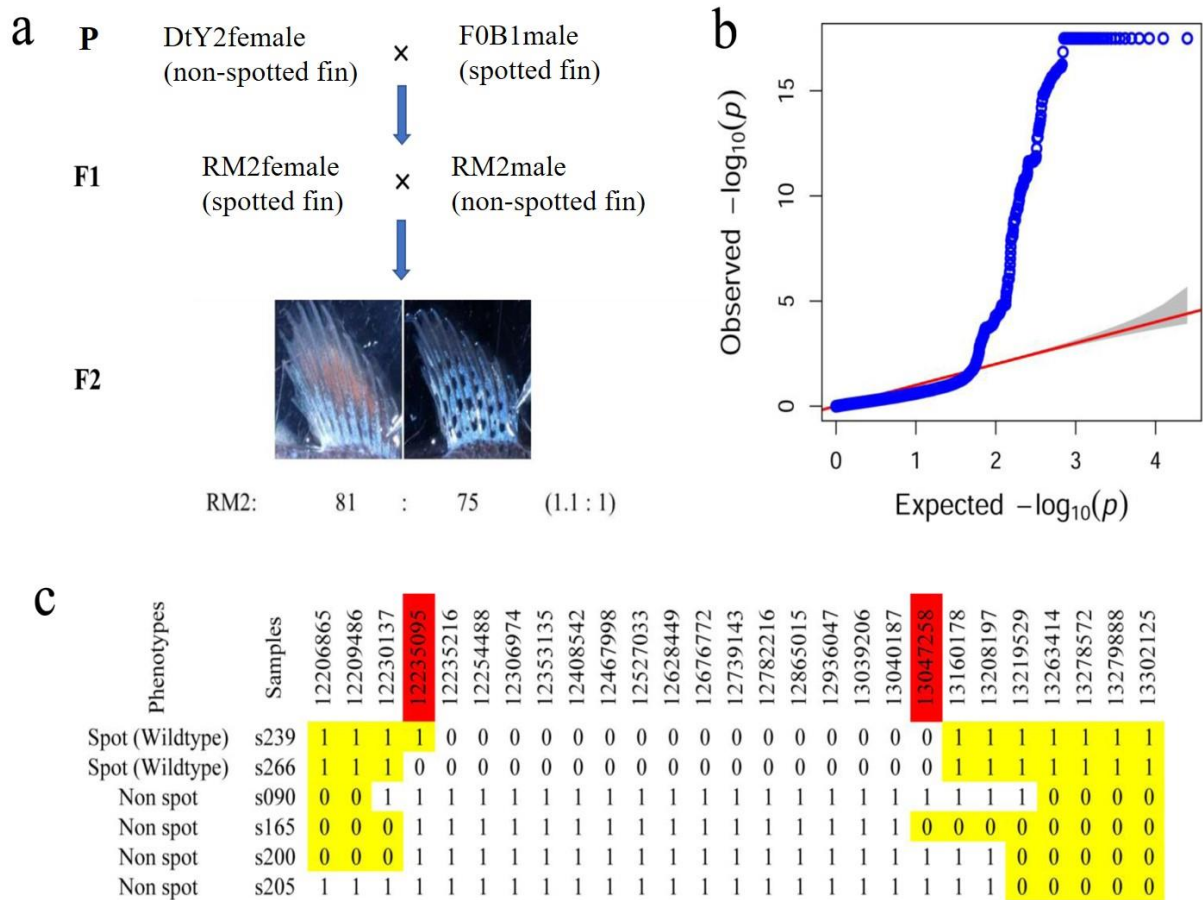 a
P
DtY2female
(non-spotted fin)
×
F0B1male
(spotted fin)
F1
RM2female
(spotted fin)
×
RM2male
(non-spotted fin)
F2
RM2: 81 : 75 (1.1 : 1)
b
Observed −log10(p)
15
10
5
0
0 1 2 3 4
Expected −log10(p)
c
Phenotypes Samples 12206865 12209486 12230137 12235095 12235216 12254488 12306974 12353135 12408542 12467998 12527033 12628449 12676772 12739143 12782216 12865015 12936047 13039206 13040187 13047258 13160178 13208197 13219529 13263414 13278572 13279888 13302125
Spot (Wildtype) s239 1 1 1 1 0 0 0 0 0 0 0 0 0 0 0 0 0 0 0 0 1 1 1 1 1 1 1
Spot (Wildtype) s266 1 1 1 0 0 0 0 0 0 0 0 0 0 0 0 0 0 0 0 0 1 1 1 1 1 1 1
Non spot s090 0 0 1 1 1 1 1 1 1 1 1 1 1 1 1 1 1 1 1 1 1 1 1 0 0 0 0
Non spot s165 0 0 0 1 1 1 1 1 1 1 1 1 1 1 1 1 1 1 1 0 0 0 0 0 0 0 0
Non spot s200 0 0 0 1 1 1 1 1 1 1 1 1 1 1 1 1 1 1 1 1 1 1 0 0 0 0 0
Non spot s205 1 1 1 1 1 1 1 1 1 1 1 1 1 1 1 1 1 1 1 1 1 1 0 0 0 0 0